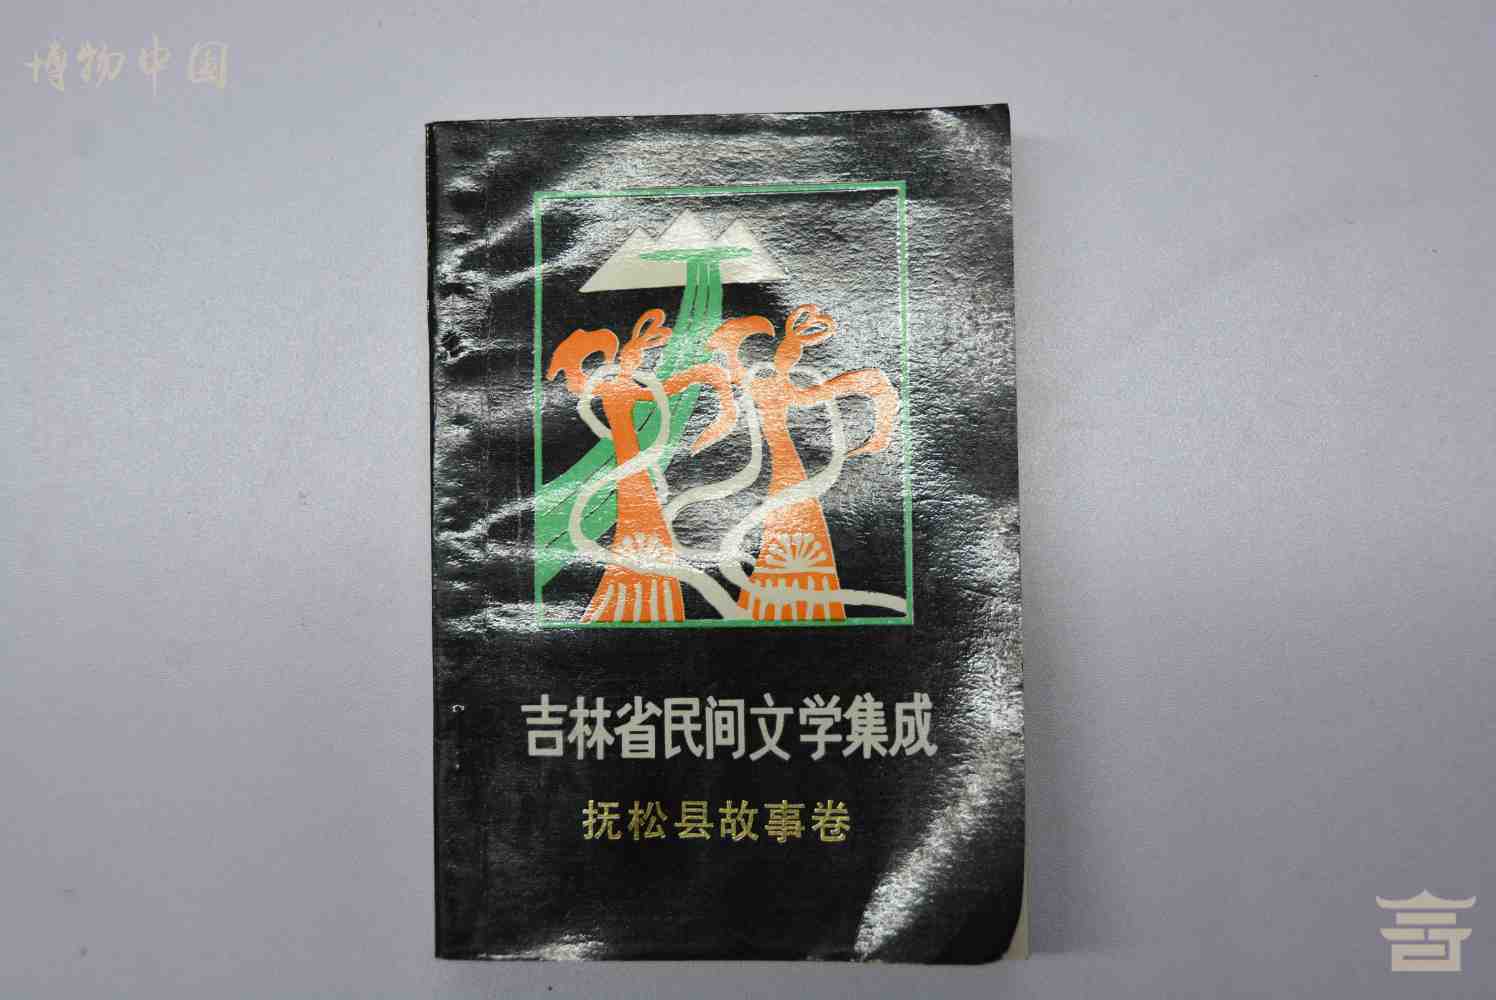 博物中国
吉林省民间文学集成
抚松县故事卷